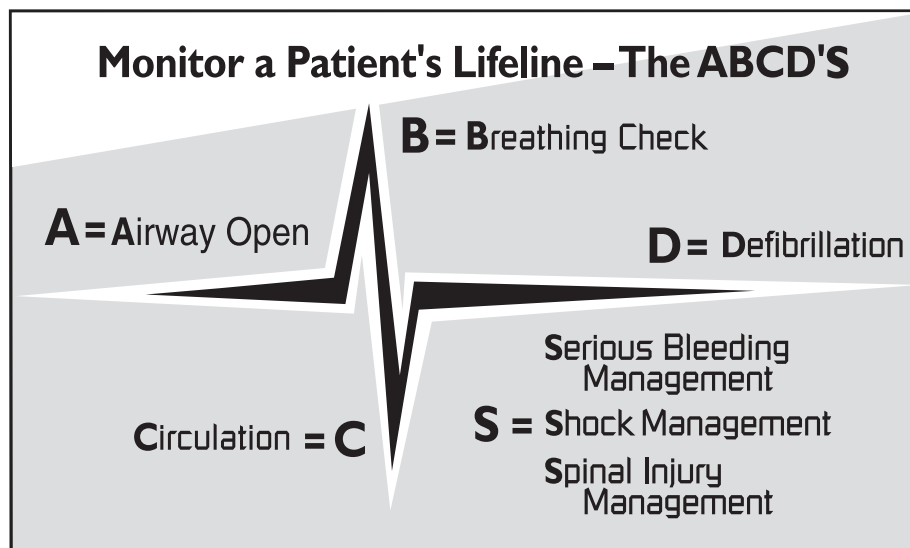 Monitor a Patient's Lifeline – The ABCD'S
B = Breathing Check
A = Airway Open
D = Defibrillation
Circulation = C
Serious Bleeding
Management
S = Shock Management
Spinal Injury
Management